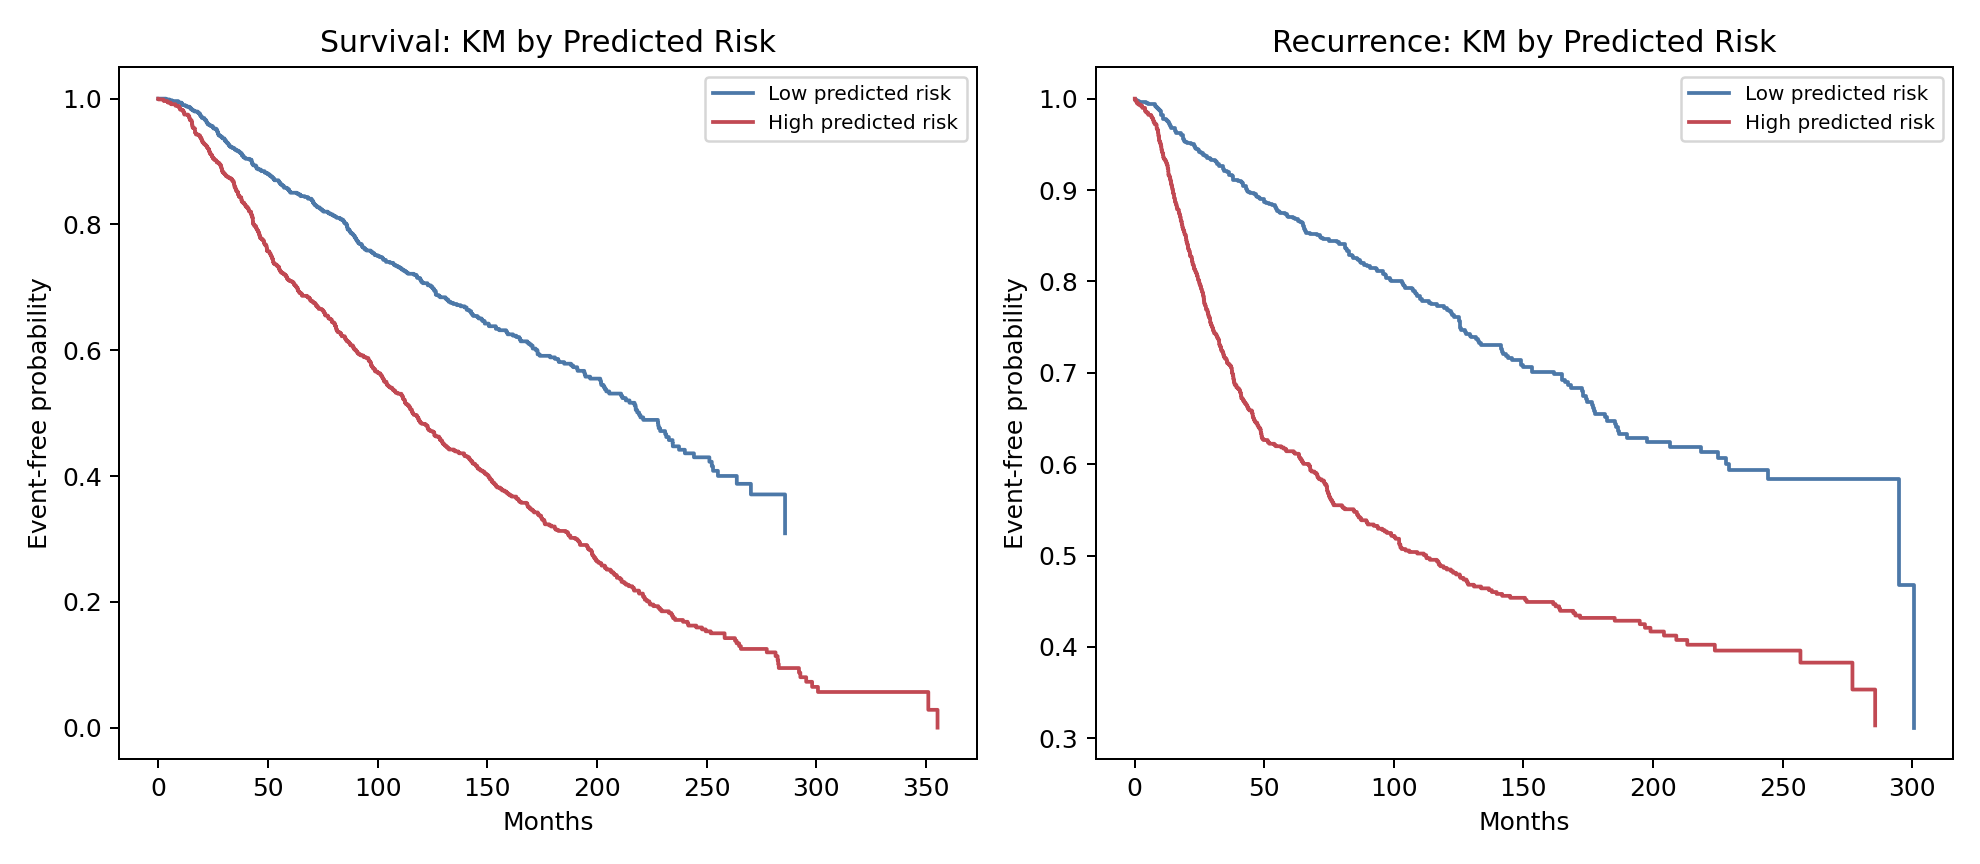 Survival: KM by Predicted Risk
Low predicted risk
High predicted risk
Event-free probability
1.0
0.8
0.6
0.4
0.2
0.0
0 50 100 150 200 250 300 350
Months
Recurrence: KM by Predicted Risk
Low predicted risk
High predicted risk
Event-free probability
1.0
0.9
0.8
0.7
0.6
0.5
0.4
0.3
0 50 100 150 200 250 300
Months